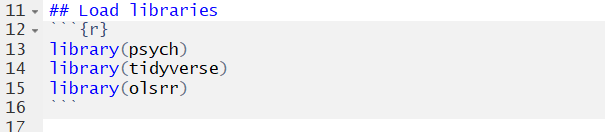 11 ## Load libraries
12 ```{r}
13 library(psych)
14 library(tidyverse)
15 library(olsrr)
16 ```
17